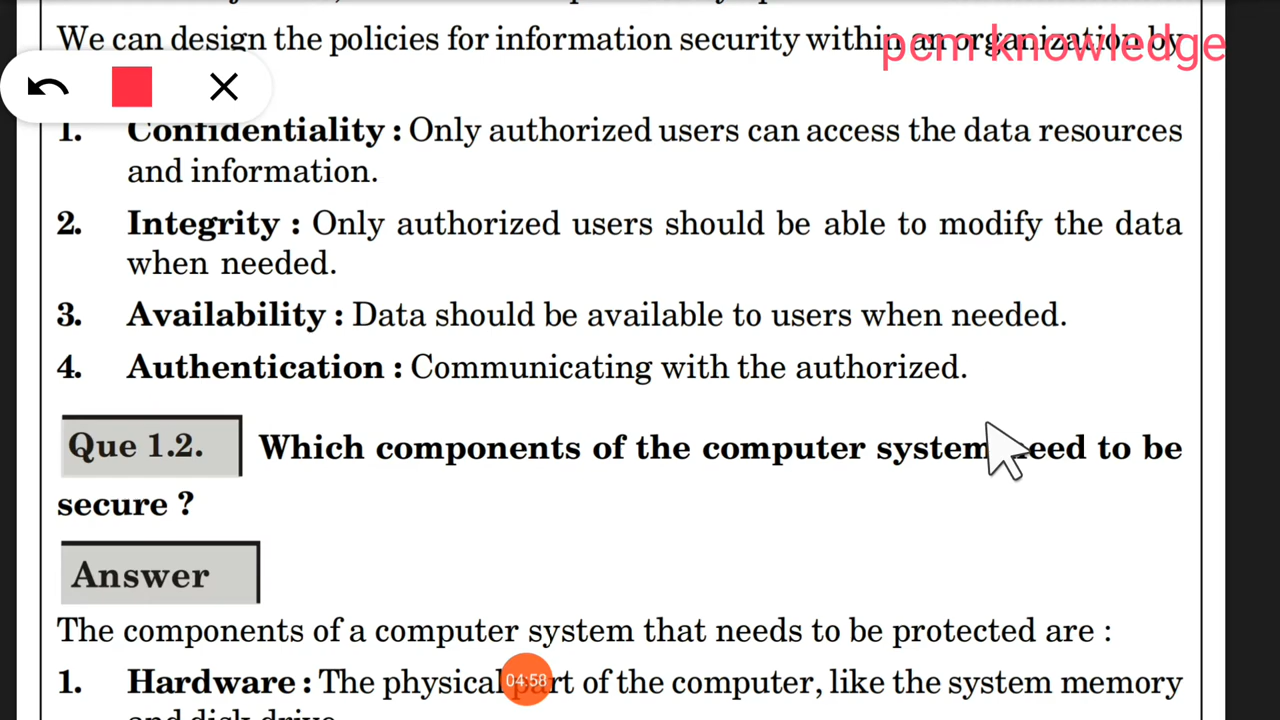 We can design the policies for information security within an organization by
pcm knowledge
1. Confidentiality : Only authorized users can access the data resources
and information.
2. Integrity : Only authorized users should be able to modify the data
when needed.
3. Availability : Data should be available to users when needed.
4. Authentication : Communicating with the authorized.
Que 1.2. Which components of the computer system need to be
secure ?
Answer
The components of a computer system that needs to be protected are :
1. Hardware : The physical part of the computer, like the system memory
04:58
and disk drive.